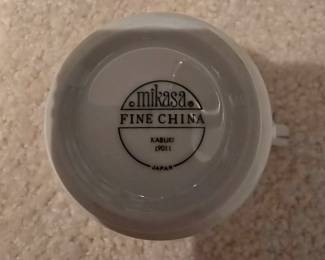 mikasa
FINE CHINA
KABUKI
L9011
JAPAN